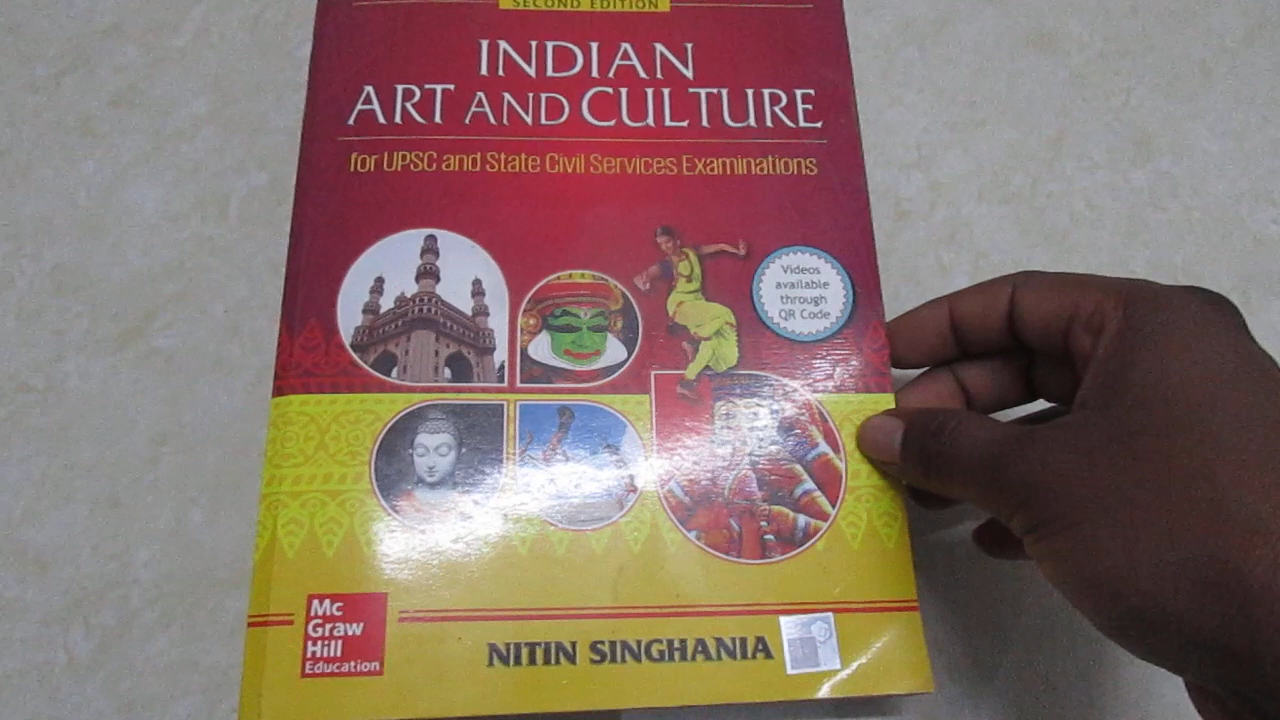 SECOND EDITION
INDIAN
ART AND CULTURE
for UPSC and State Civil Services Examinations
Videos
available
through
QR Code
Mc
Graw
Hill
Education
NITIN SINGHANIA